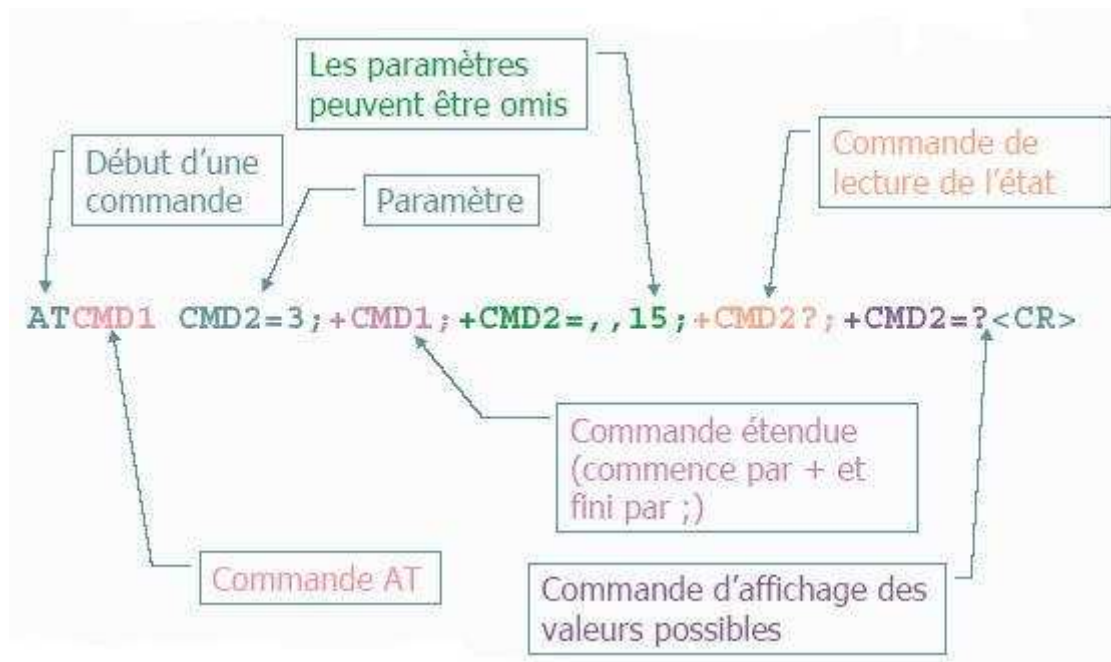 Les paramètres
peuvent être omis
Début d'une
commande
Paramètre
Commande de
lecture de l'état
ATCMD1 CMD2=3;+CMD1;+CMD2=,,15;+CMD2?;+CMD2=?<CR>
Commande étendue
(commence par + et
fini par ;)
Commande AT
Commande d'affichage des
valeurs possibles